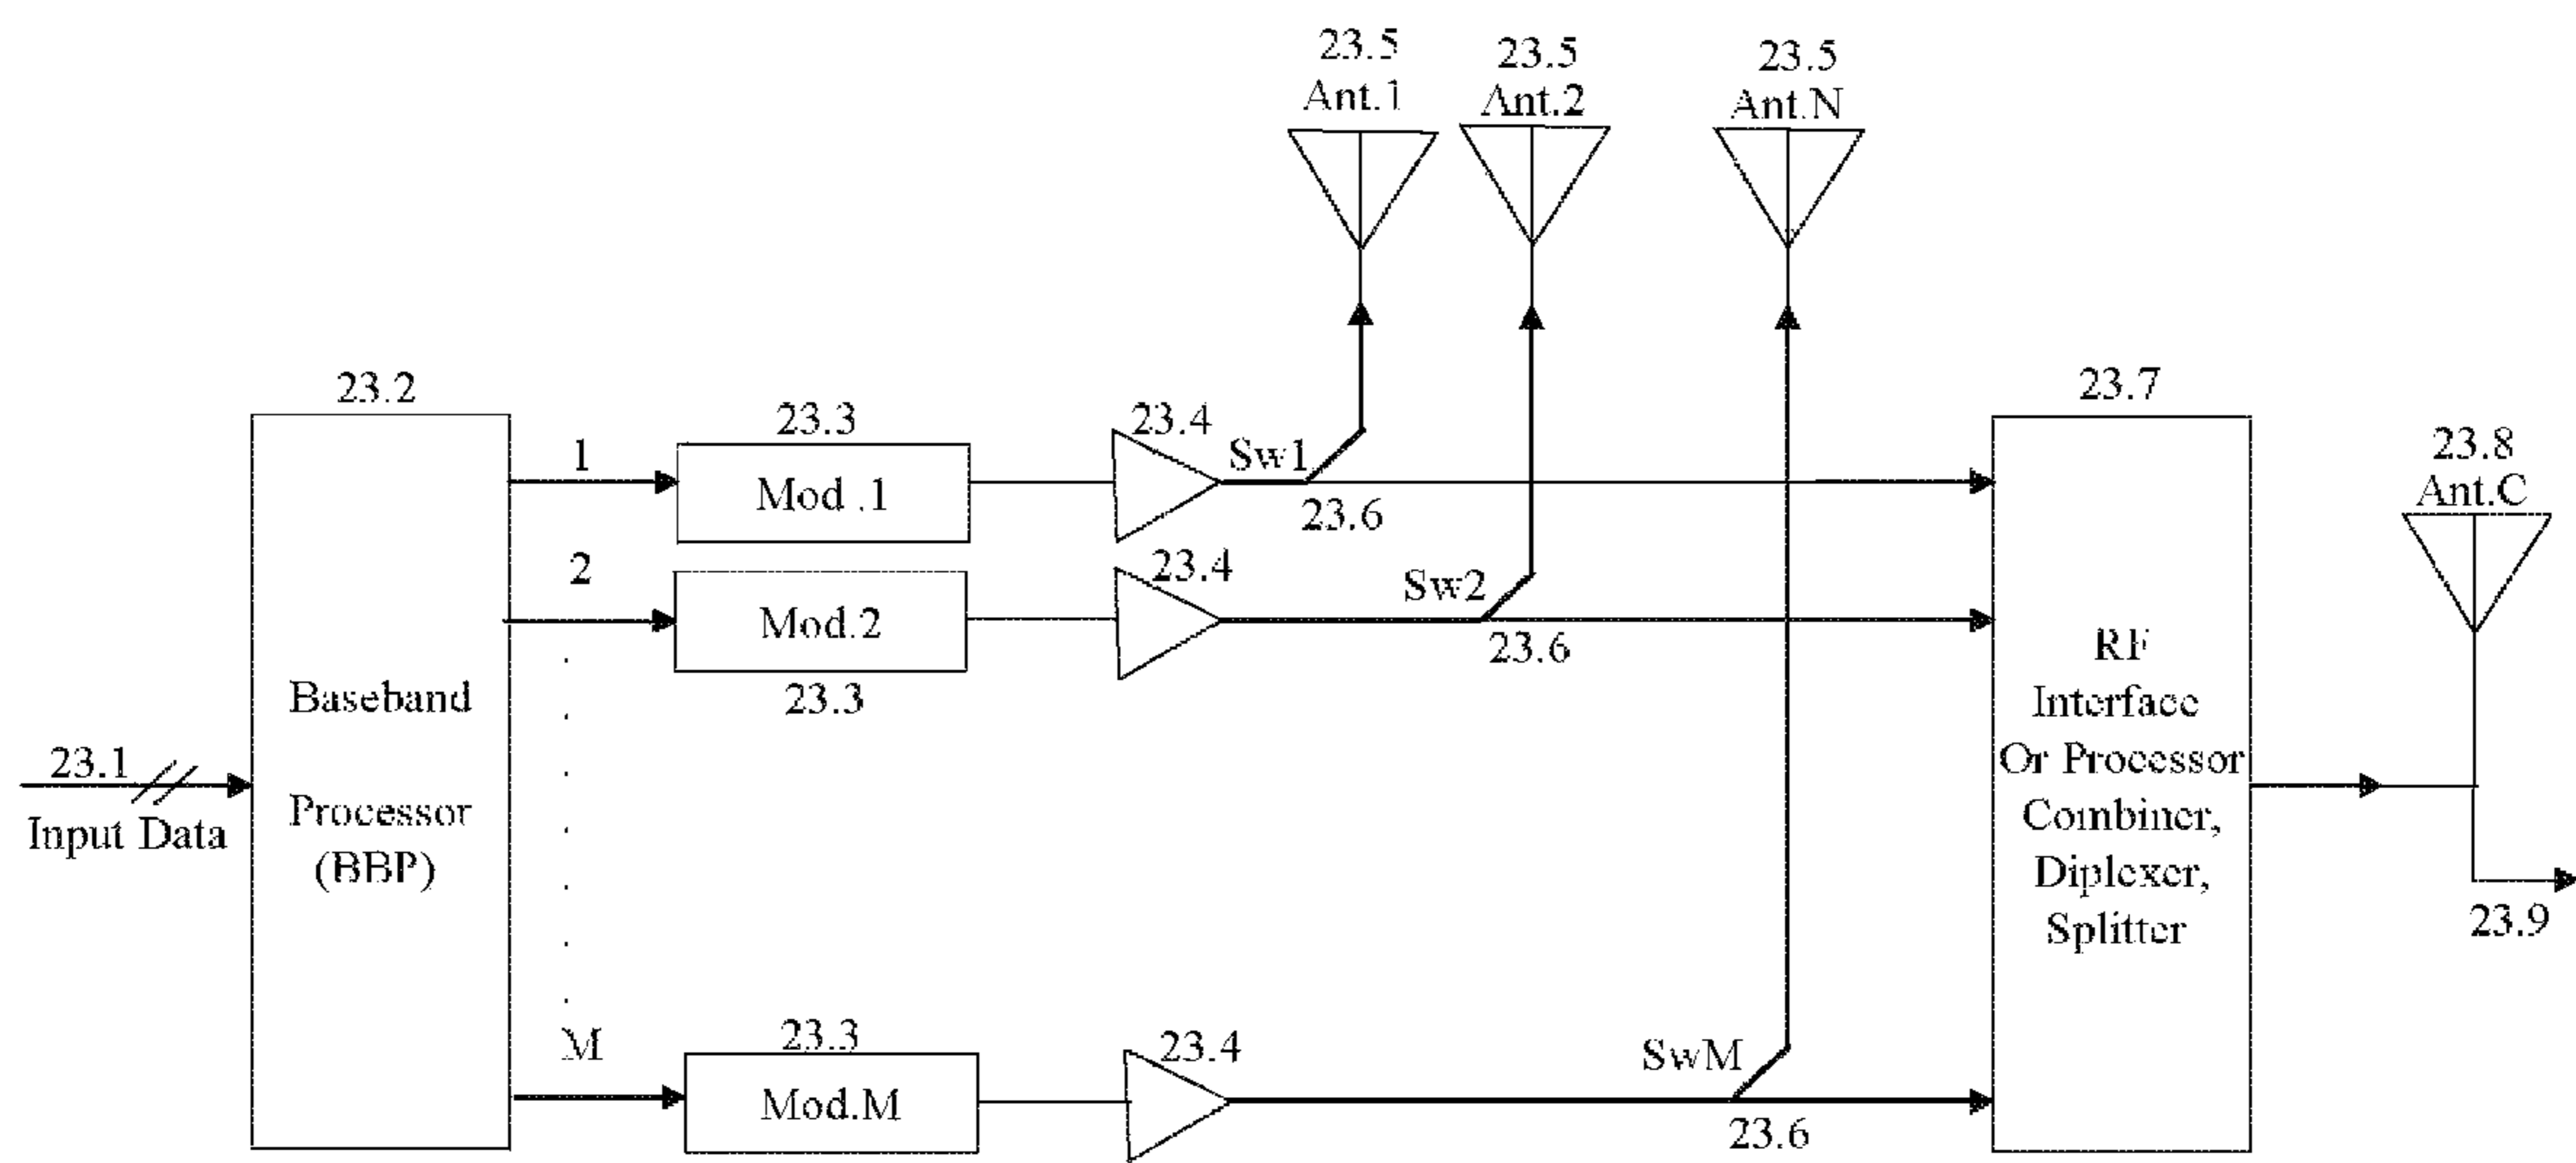 23.5
Ant.1
23.5
Ant.2
23.5
Ant.N
23.2
Baseband
Processor
(BBP)
23.1
Input Data
1
2
M
23.3
Mod .1
Mod.2
23.3
23.3
Mod.M
23.4
23.4
23.4
Sw1
23.6
Sw2
23.6
SwM
23.6
23.7
RF
Interface
Or Processor
Combiner,
Diplexer,
Splitter
23.8
Ant.C
23.9